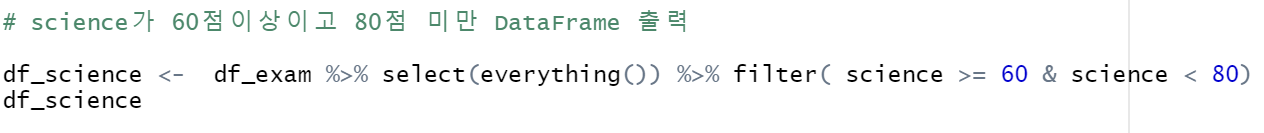 # science가 60점이상이고 80점 미만 DataFrame 출력
df_science <-  df_exam %>% select(everything()) %>% filter( science >= 60 & science < 80)
df_science